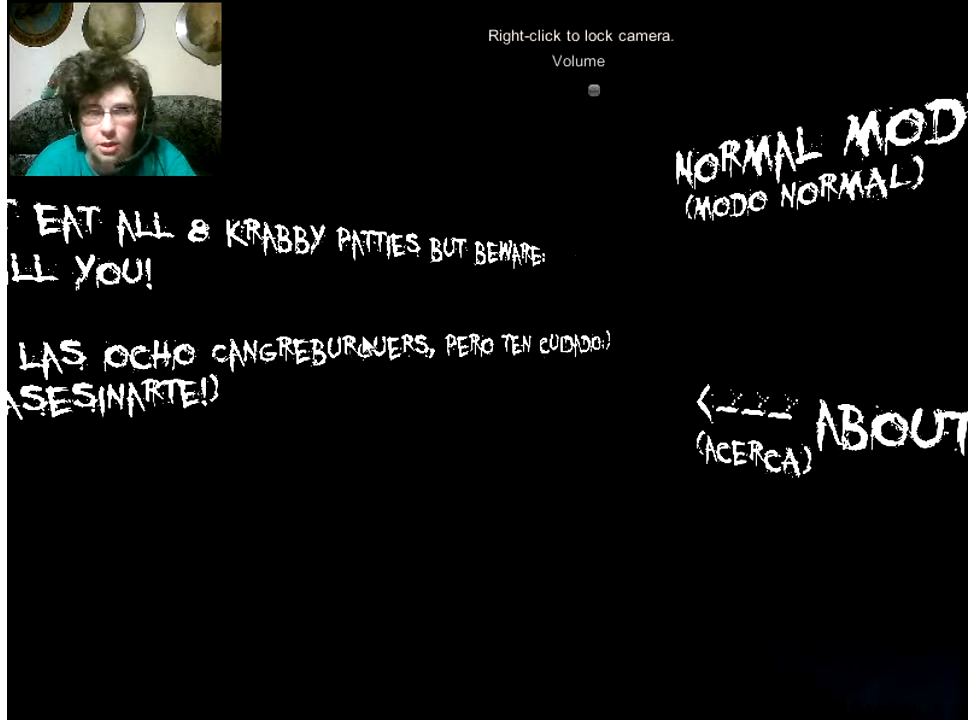 Right-click to lock camera.
Volume
NORMAL MOD
(MODO NORMAL)
T EAT ALL 8 KRABBY PATTIES BUT BEWARE:
ILL YOU!
LAS OCHO CANGREBURGUERS, PERO TEN CUIDADO:)
ASESINARTE!)
<--- ABOUT
(ACERCA)